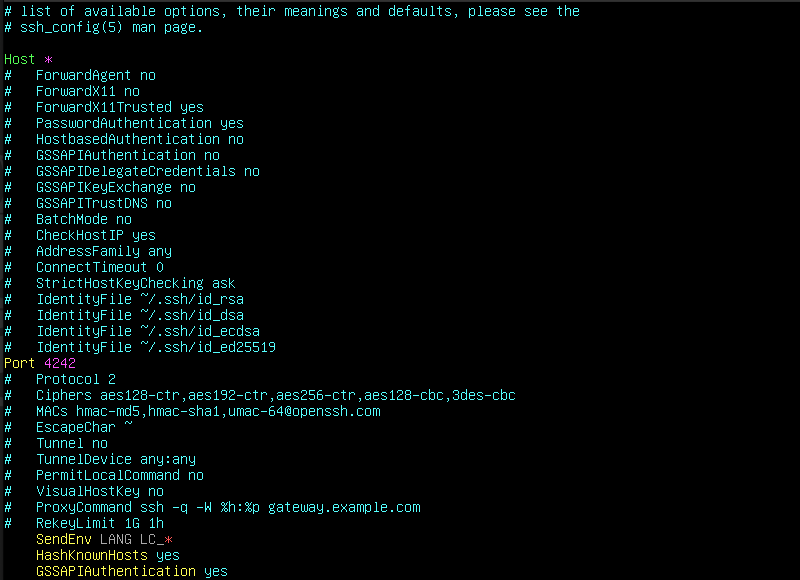 # list of available options, their meanings and defaults, please see the
# ssh_config(5) man page.
Host *
#   ForwardAgent no
#   ForwardX11 no
#   ForwardX11Trusted yes
#   PasswordAuthentication yes
#   HostbasedAuthentication no
#   GSSAPIAuthentication no
#   GSSAPIDelegateCredentials no
#   GSSAPIKeyExchange no
#   GSSAPITrustDNS no
#   BatchMode no
#   CheckHostIP yes
#   AddressFamily any
#   ConnectTimeout 0
#   StrictHostKeyChecking ask
#   IdentityFile ~/.ssh/id_rsa
#   IdentityFile ~/.ssh/id_dsa
#   IdentityFile ~/.ssh/id_ecdsa
#   IdentityFile ~/.ssh/id_ed25519
Port 4242
#   Protocol 2
#   Ciphers aes128-ctr,aes192-ctr,aes256-ctr,aes128-cbc,3des-cbc
#   MACs hmac-md5,hmac-sha1,umac-64@openssh.com
#   EscapeChar ~
#   Tunnel no
#   TunnelDevice any:any
#   PermitLocalCommand no
#   VisualHostKey no
#   ProxyCommand ssh -q -W %h:%p gateway.example.com
#   RekeyLimit 1G 1h
    SendEnv LANG LC_*
    HashKnownHosts yes
    GSSAPIAuthentication yes